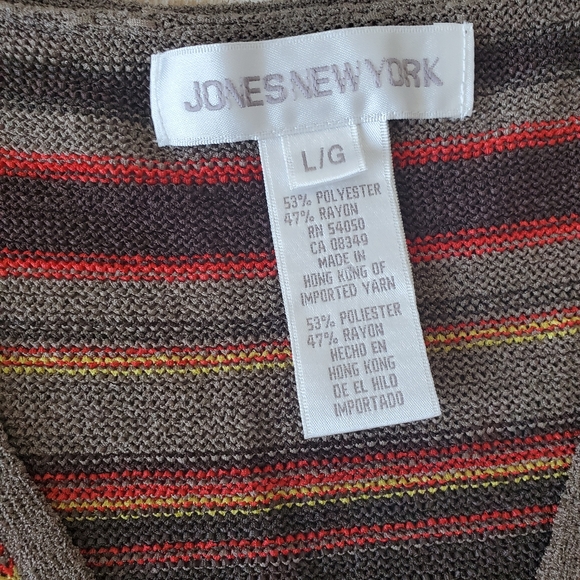 JONES NEW YORK
L/G
53% POLYESTER
47% RAYON
RN 54050
CA 08349
MADE IN
HONG KONG OF
IMPORTED YARN
53% POLIESTER
47% RAYON
HECHO EN
HONG KONG
DE EL HILO
IMPORTADO